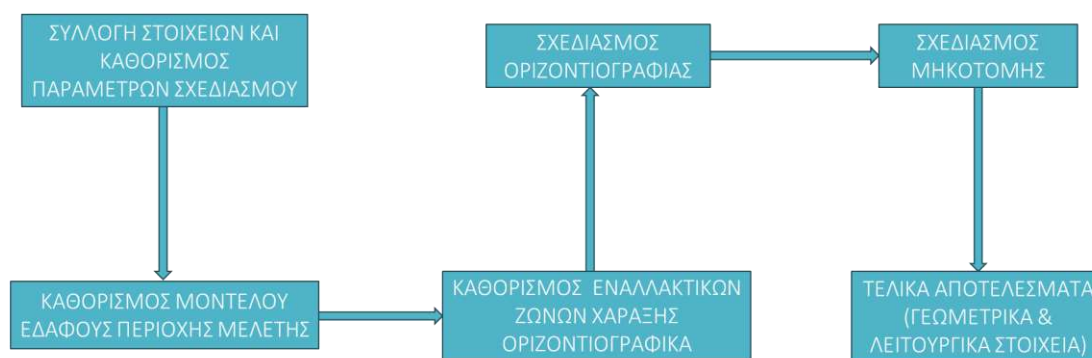 ΣΥΛΛΟΓΗ ΣΤΟΙΧΕΙΩΝ ΚΑΙ
ΚΑΘΟΡΙΣΜΟΣ
ΠΑΡΑΜΕΤΡΩΝ ΣΧΕΔΙΑΣΜΟΥ
ΚΑΘΟΡΙΣΜΟΣ ΜΟΝΤΕΛΟΥ
ΕΔΑΦΟΥΣ ΠΕΡΙΟΧΗΣ ΜΕΛΕΤΗΣ
ΚΑΘΟΡΙΣΜΟΣ ΕΝΑΛΛΑΚΤΙΚΩΝ
ΖΩΝΩΝ ΧΑΡΑΞΗΣ
ΟΡΙΖΟΝΤΙΟΓΡΑΦΙΚΑ
ΣΧΕΔΙΑΣΜΟΣ
ΟΡΙΖΟΝΤΙΟΓΡΑΦΙΑΣ
ΣΧΕΔΙΑΣΜΟΣ
ΜΗΚΟΤΟΜΗΣ
ΤΕΛΙΚΑ ΑΠΟΤΕΛΕΣΜΑΤΑ
(ΓΕΩΜΕΤΡΙΚΑ &
ΛΕΙΤΟΥΡΓΙΚΑ ΣΤΟΙΧΕΙΑ)